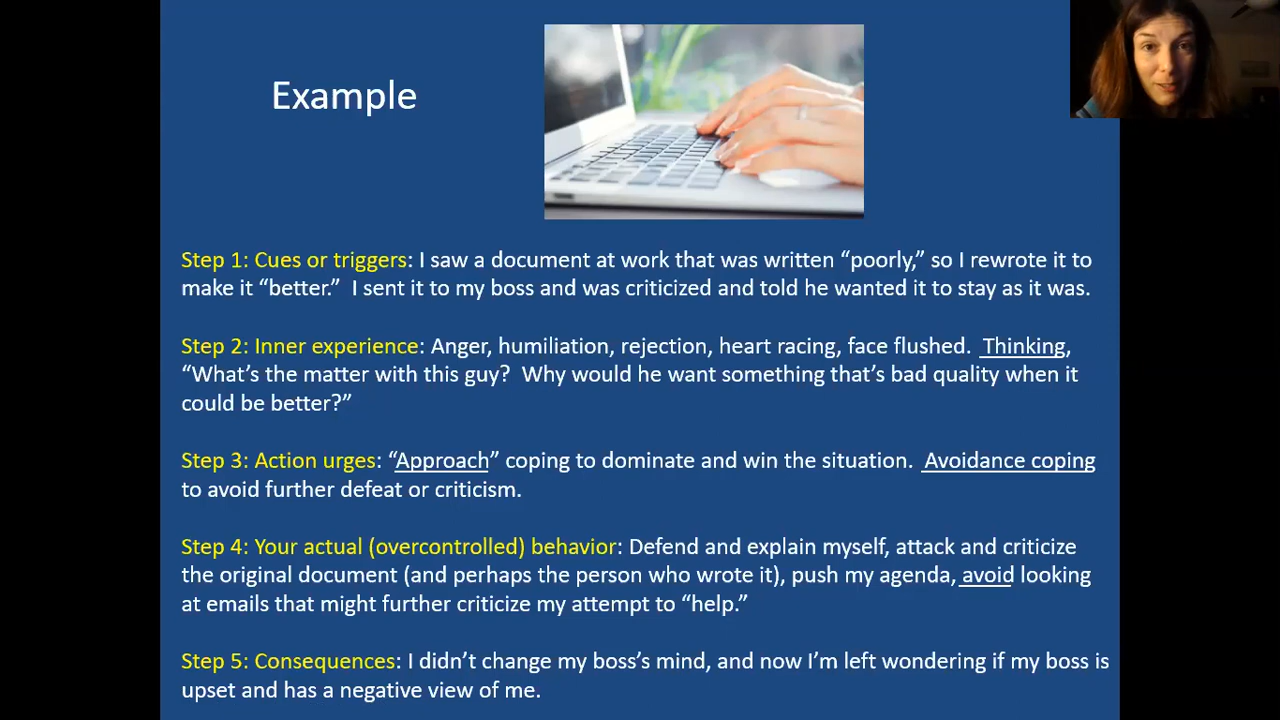 Example
Step 1: Cues or triggers: I saw a document at work that was written “poorly,” so I rewrote it to
make it “better.”  I sent it to my boss and was criticized and told he wanted it to stay as it was.
Step 2: Inner experience: Anger, humiliation, rejection, heart racing, face flushed.  Thinking,
“What’s the matter with this guy?  Why would he want something that’s bad quality when it
could be better?”
Step 3: Action urges: “Approach” coping to dominate and win the situation.  Avoidance coping
to avoid further defeat or criticism.
Step 4: Your actual (overcontrolled) behavior: Defend and explain myself, attack and criticize
the original document (and perhaps the person who wrote it), push my agenda, avoid looking
at emails that might further criticize my attempt to “help.”
Step 5: Consequences: I didn’t change my boss’s mind, and now I’m left wondering if my boss is
upset and has a negative view of me.